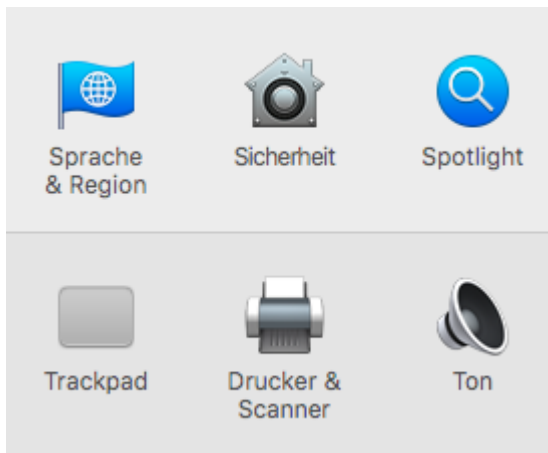 Sprache
& Region
Sicherheit
Spotlight
Trackpad
Drucker &
Scanner
Ton